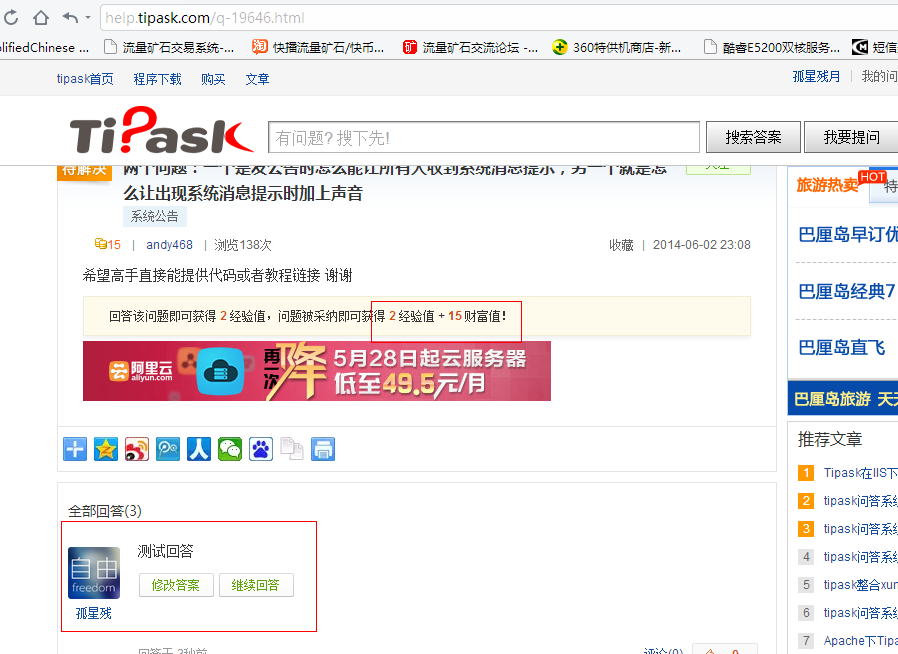 help.tipask.com/q-19646.html
olifiedChinese ... 流量矿石交易系统-... 快播流量矿石/快币... 流量矿石交流论坛 -... 360特供机商店-新... 酷睿E5200双核服务... 短信
tipask首页 程序下载 购买 文章 孤星残月 我的问
TiPask 有问题? 搜下先! 搜索答案 我要提问
待解决 两个问题：一个是发公告时怎么能让所有人收到系统消息提示，另一个就是怎
么让出现系统消息提示时加上声音
系统公告
15 | andy468 | 浏览138次 收藏 | 2014-06-02 23:08
希望高手直接能提供代码或者教程链接 谢谢
回答该问题即可获得 2 经验值，问题被采纳即可获得 2 经验值 + 15 财富值!
阿里云 aliyun.com 再一次 降 5月28日起云服务器
低至49.5元/月
全部回答(3)
自由
freedom
测试回答
修改答案 继续回答
孤星残
回答于 3秒前 评论(0) 0
旅游热卖 HOT 特
巴厘岛早订优
巴厘岛经典7
巴厘岛直飞
巴厘岛旅游 天天
推荐文章
1 Tipask在IIS下
2 tipask问答系统
3 tipask问答系统
4 tipask问答系统
5 tipask整合xun
6 tipask问答系统
7 Apache下Tipa